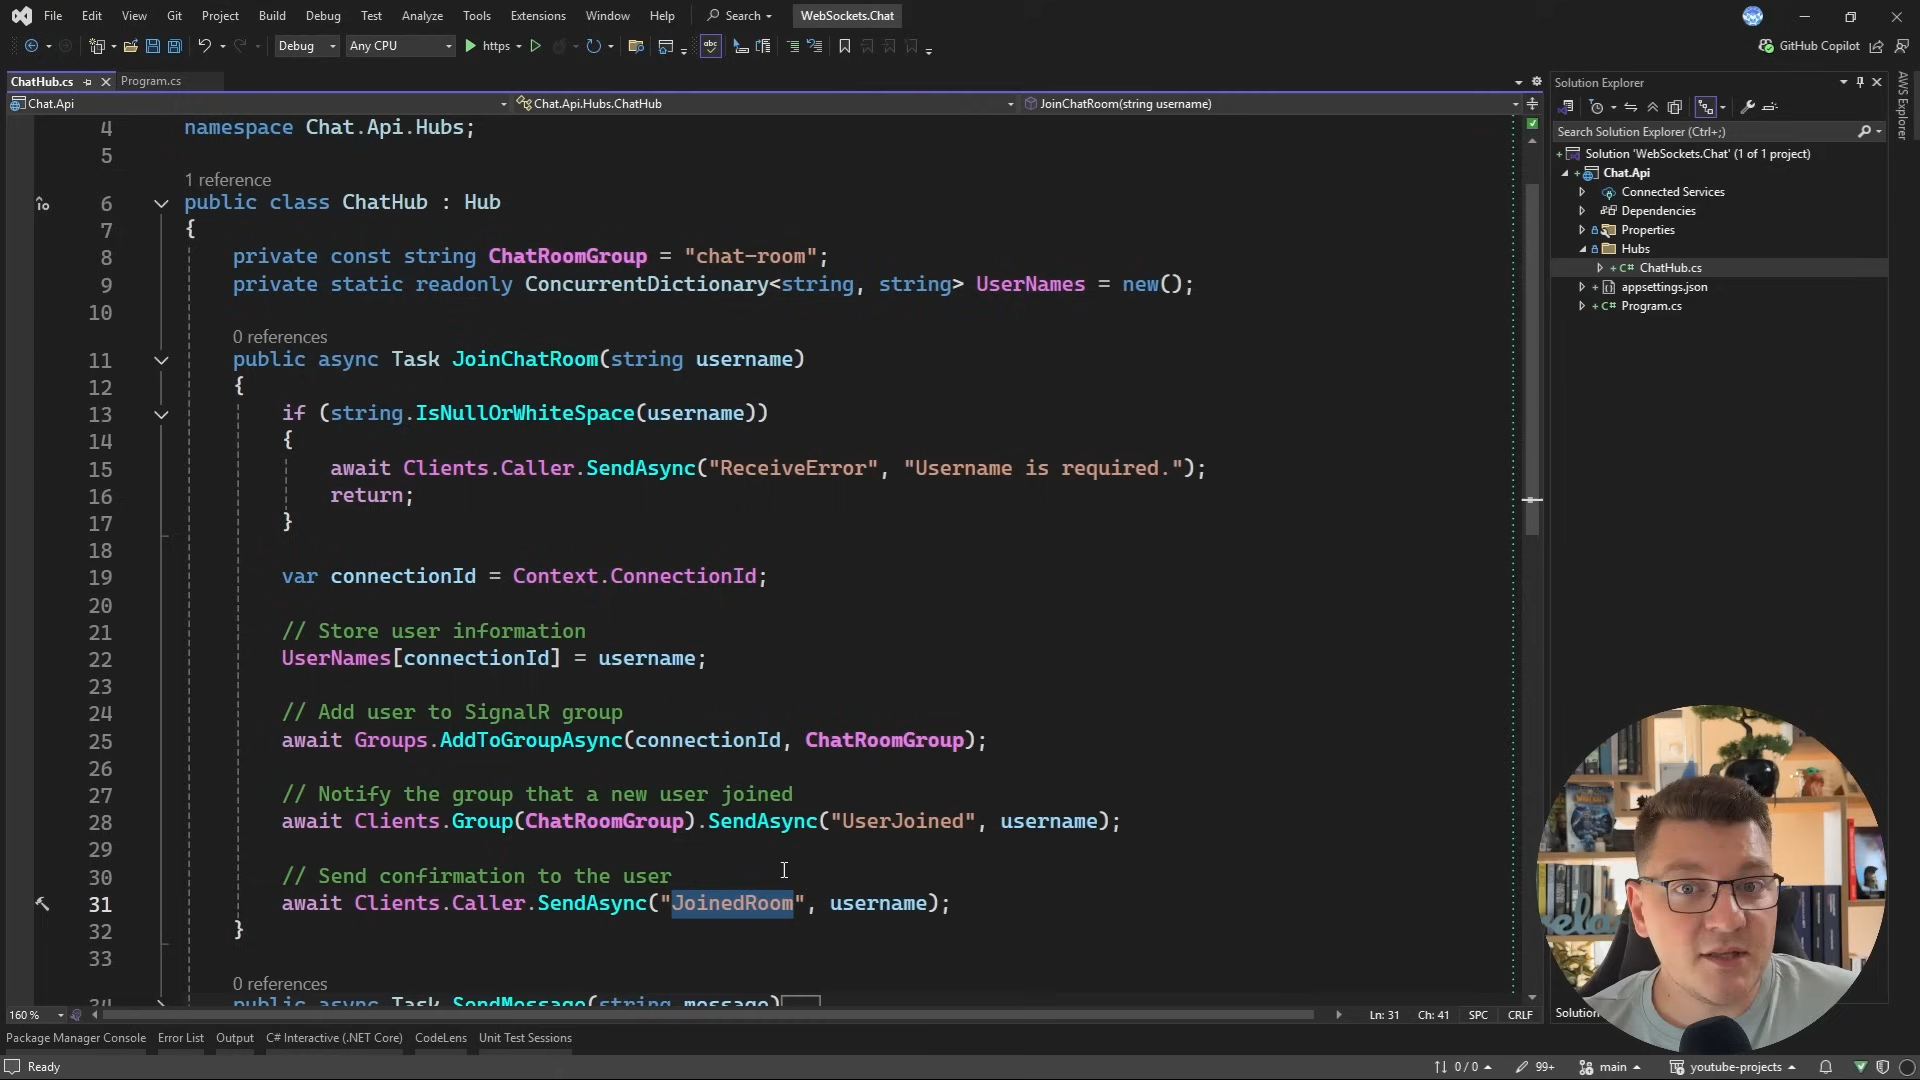 File Edit View Git Project Build Debug Test Analyze Tools Extensions Window Help Search WebSockets.Chat
Debug Any CPU https GitHub Copilot
ChatHub.cs Program.cs
Chat.Api Chat.Api.Hubs.ChatHub JoinChatRoom(string username)
4 namespace Chat.Api.Hubs;
5
1 reference
6 public class ChatHub : Hub
7 {
8 private const string ChatRoomGroup = "chat-room";
9 private static readonly ConcurrentDictionary<string, string> UserNames = new();
10
0 references
11 public async Task JoinChatRoom(string username)
12 {
13 if (string.IsNullOrWhiteSpace(username))
14 {
15 await Clients.Caller.SendAsync("ReceiveError", "Username is required.");
16 return;
17 }
18
19 var connectionId = Context.ConnectionId;
20
21 // Store user information
22 UserNames[connectionId] = username;
23
24 // Add user to SignalR group
25 await Groups.AddToGroupAsync(connectionId, ChatRoomGroup);
26
27 // Notify the group that a new user joined
28 await Clients.Group(ChatRoomGroup).SendAsync("UserJoined", username);
29
30 // Send confirmation to the user
31 await Clients.Caller.SendAsync("JoinedRoom", username);
32 }
33
0 references
34 public async Task SendMessage(string message)...
160 % Ln: 31 Ch: 41 SPC CRLF
Solution Explorer
Search Solution Explorer (Ctrl+;)
Solution 'WebSockets.Chat' (1 of 1 project)
Chat.Api
Connected Services
Dependencies
Properties
Hubs
C# ChatHub.cs
appsettings.json
C# Program.cs
AWS Explorer
Package Manager Console Error List Output C# Interactive (.NET Core) CodeLens Unit Test Sessions
Ready 0 / 0 99+ main youtube-projects